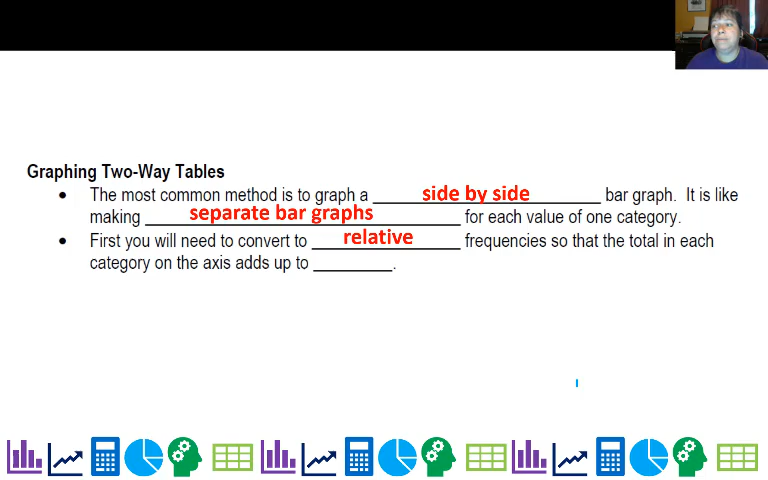 Graphing Two-Way Tables
• The most common method is to graph a side by side bar graph. It is like
making separate bar graphs for each value of one category.
• First you will need to convert to relative frequencies so that the total in each
category on the axis adds up to ________.